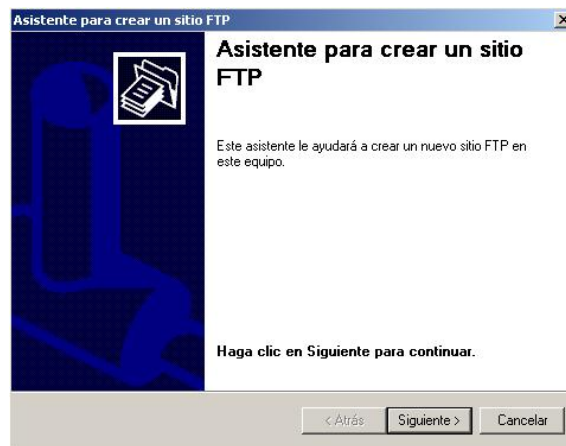 Asistente para crear un sitio FTP
Asistente para crear un sitio
FTP
Este asistente le ayudará a crear un nuevo sitio FTP en
este equipo.
Haga clic en Siguiente para continuar.
< Atrás Siguiente > Cancelar